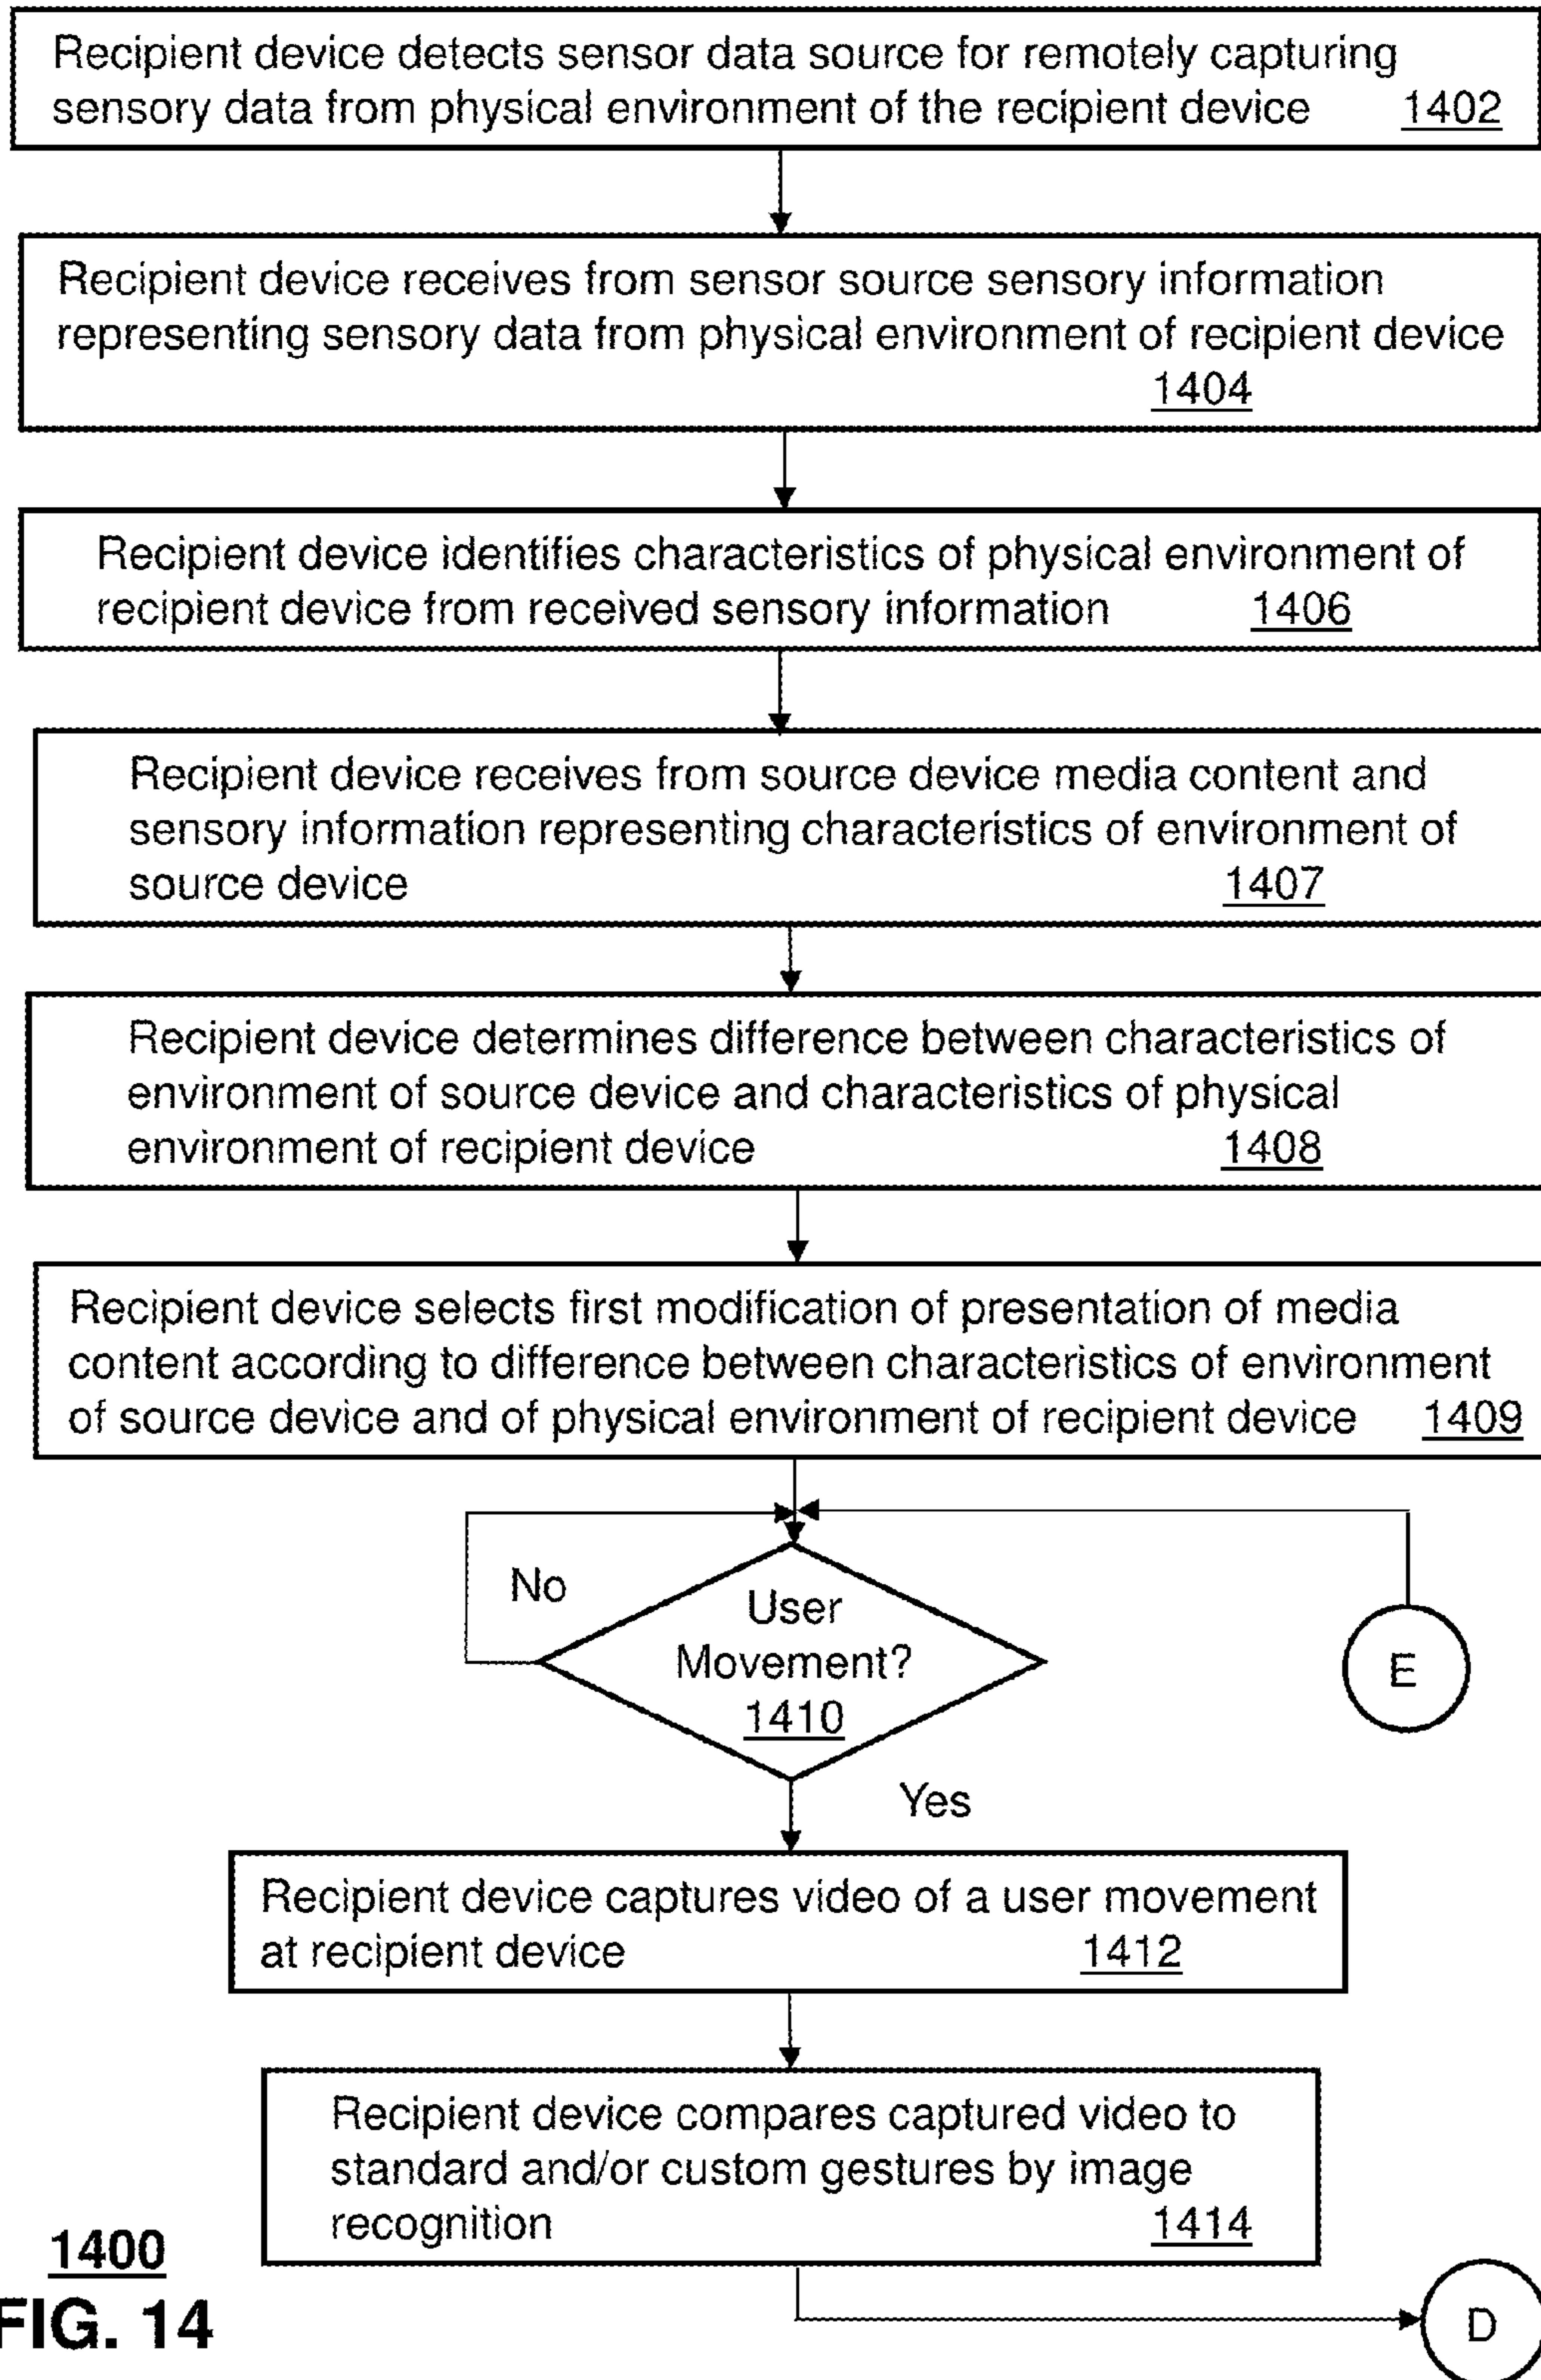 Recipient device detects sensor data source for remotely capturing
sensory data from physical environment of the recipient device 1402
Recipient device receives from sensor source sensory information
representing sensory data from physical environment of recipient device
1404
Recipient device identifies characteristics of physical environment of
recipient device from received sensory information 1406
Recipient device receives from source device media content and
sensory information representing characteristics of environment of
source device 1407
Recipient device determines difference between characteristics of
environment of source device and characteristics of physical
environment of recipient device 1408
Recipient device selects first modification of presentation of media
content according to difference between characteristics of environment
of source device and of physical environment of recipient device 1409
No
User
Movement?
1410
E
Yes
Recipient device captures video of a user movement
at recipient device 1412
Recipient device compares captured video to
standard and/or custom gestures by image
recognition 1414
1400
FIG. 14
D